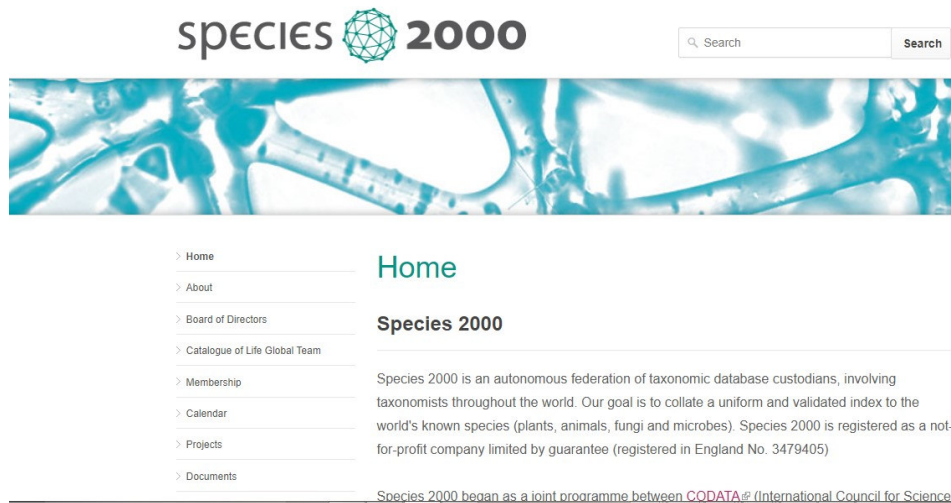 species 2000
Search
Search
Home
About
Board of Directors
Catalogue of Life Global Team
Membership
Calendar
Projects
Documents
Home
Species 2000
Species 2000 is an autonomous federation of taxonomic database custodians, involving
taxonomists throughout the world. Our goal is to collate a uniform and validated index to the
world's known species (plants, animals, fungi and microbes). Species 2000 is registered as a not-
for-profit company limited by guarantee (registered in England No. 3479405)
Species 2000 began as a joint programme between CODATA (International Council for Science